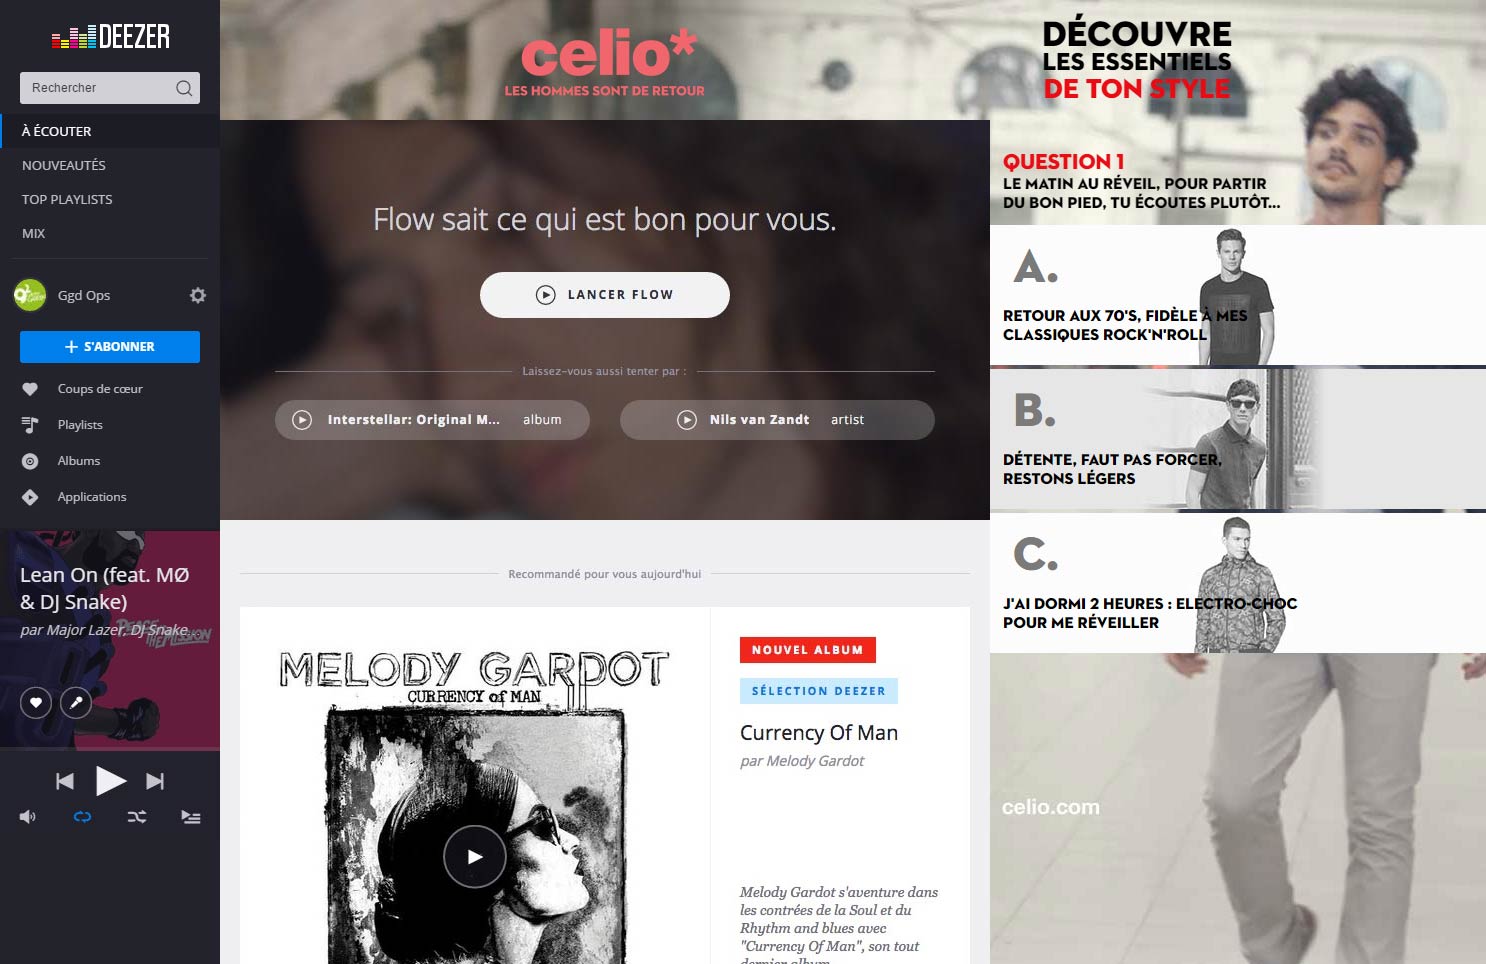 DEEZER
Rechercher
À ÉCOUTER
NOUVEAUTÉS
TOP PLAYLISTS
MIX
Ggd Ops
S'ABONNER
Coups de cœur
Playlists
Albums
Applications
Lean On (feat. MØ
& DJ Snake)
par Major Lazer, DJ Snake...
PEACE
IS
THE MISSION
celio*
LES HOMMES SONT DE RETOUR
Flow sait ce qui est bon pour vous.
LANCER FLOW
Laissez-vous aussi tenter par :
Interstellar: Original M... album
Nils van Zandt artist
Recommandé pour vous aujourd'hui
MELODY GARDOT
CURRENCY of MAN
NOUVEL ALBUM
SÉLECTION DEEZER
Currency Of Man
par Melody Gardot
Melody Gardot s'aventure dans
les contrées de la Soul et du
Rhythm and blues avec
"Currency Of Man", son tout
dernier album
DÉCOUVRE
LES ESSENTIELS
DE TON STYLE
QUESTION 1
LE MATIN AU RÉVEIL, POUR PARTIR
DU BON PIED, TU ÉCOUTES PLUTÔT...
A.
RETOUR AUX 70'S, FIDÈLE À MES
CLASSIQUES ROCK'N'ROLL
B.
DÉTENTE, FAUT PAS FORCER,
RESTONS LÉGERS
C.
J'AI DORMI 2 HEURES : ELECTRO-CHOC
POUR ME RÉVEILLER
celio.com